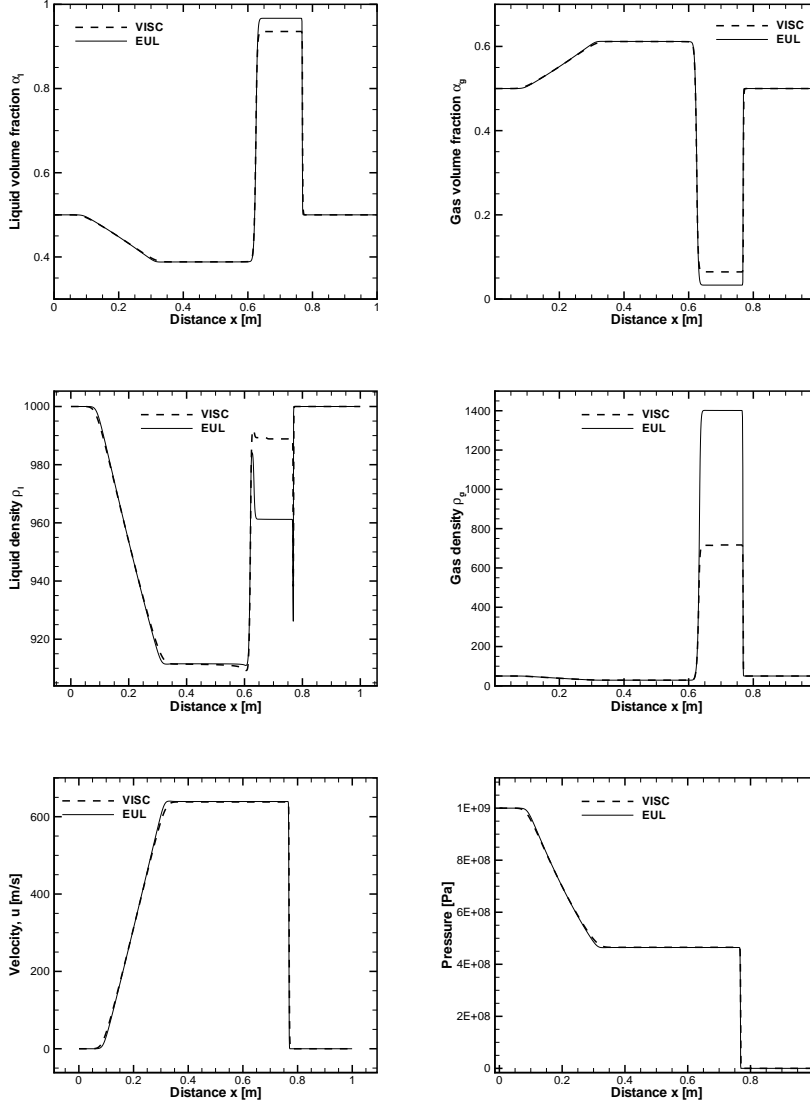 Liquid volume fraction αl
1
0.8
0.6
0.4
VISC
EUL
0 0.2 0.4 0.6 0.8 1
Distance x [m]
Gas volume fraction αg
0.6
0.4
0.2
0
VISC
EUL
0.2 0.4 0.6 0.8
Distance x [m]
Liquid density ρl
1000
980
960
940
920
VISC
EUL
0 0.2 0.4 0.6 0.8 1
Distance x [m]
Gas density ρg
1400
1200
1000
800
600
400
200
0
VISC
EUL
0.2 0.4 0.6 0.8
Distance x [m]
Velocity, u [m/s]
600
400
200
0
VISC
EUL
0 0.2 0.4 0.6 0.8 1
Distance x [m]
Pressure [Pa]
1E+09
8E+08
6E+08
4E+08
2E+08
0
VISC
EUL
0 0.2 0.4 0.6 0.8
Distance x [m]